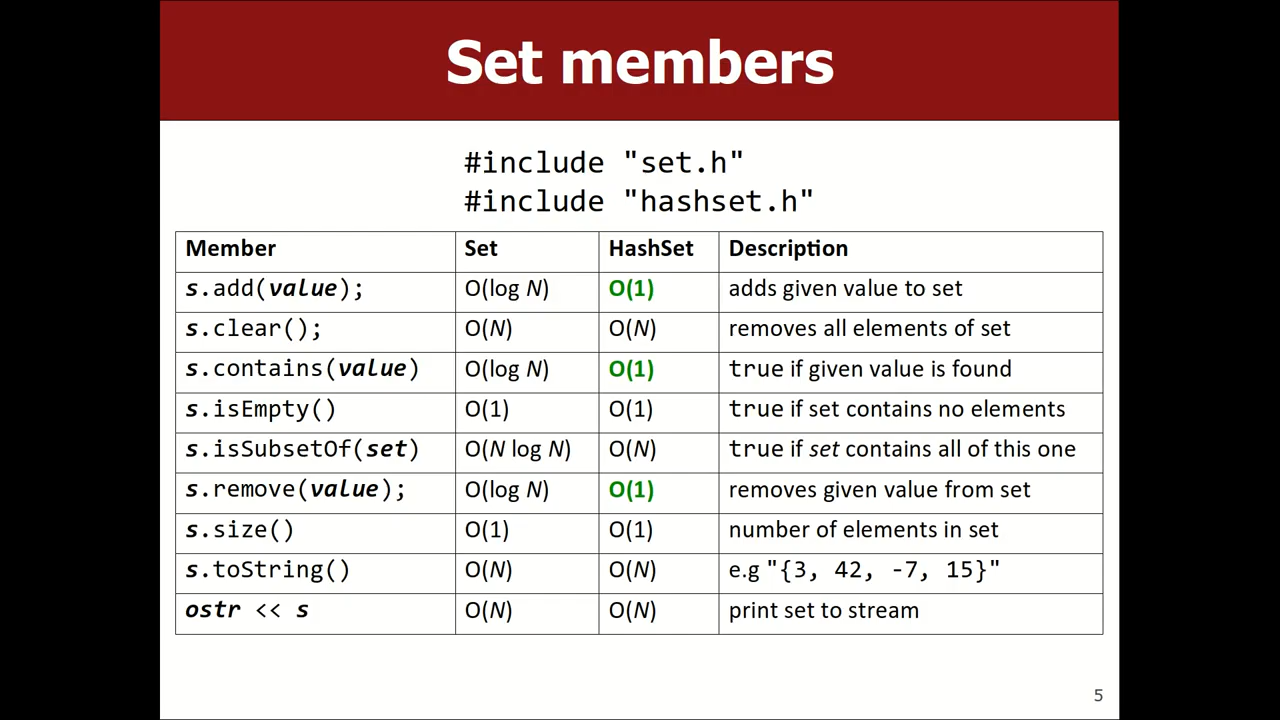 Set members
#include "set.h"
#include "hashset.h"
Member Set HashSet Description
s.add(value); O(log N) O(1) adds given value to set
s.clear(); O(N) O(N) removes all elements of set
s.contains(value) O(log N) O(1) true if given value is found
s.isEmpty() O(1) O(1) true if set contains no elements
s.isSubsetOf(set) O(N log N) O(N) true if set contains all of this one
s.remove(value); O(log N) O(1) removes given value from set
s.size() O(1) O(1) number of elements in set
s.toString() O(N) O(N) e.g "{3, 42, -7, 15}"
ostr << s O(N) O(N) print set to stream
5